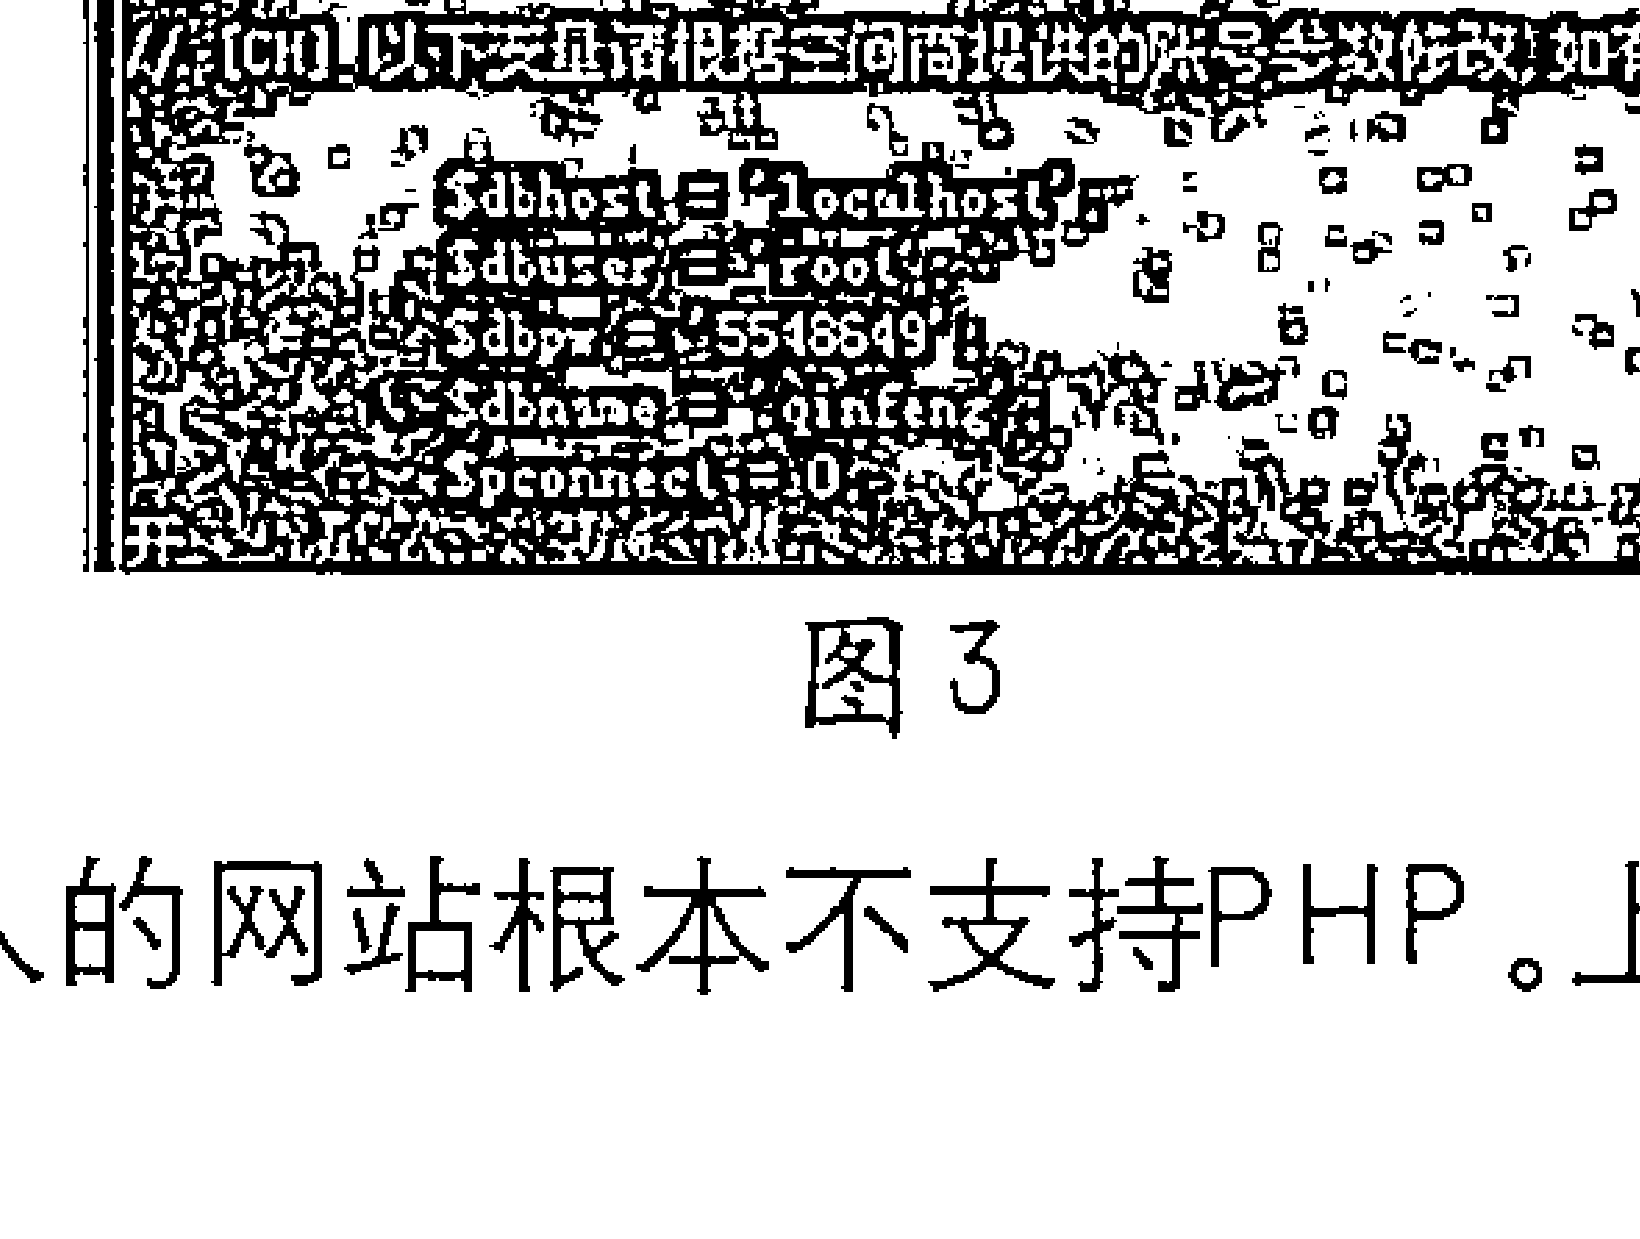 // [CH] 以下变量请根据空间商提供的账号参数修改,如有
$dbhost = 'localhost';
$dbuser = 'root';
$dbpw = '5546649';
$dbname =
$pconnect = 0;
图 3
的网站根本不支持PHP。上